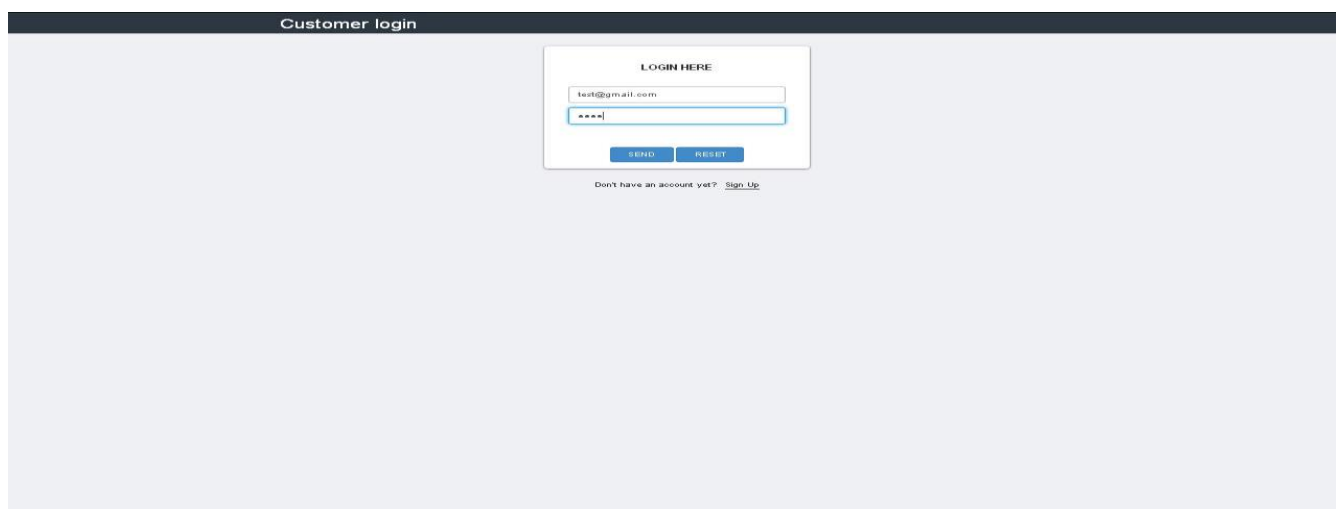 Customer login
LOGIN HERE
test@gmail.com
••••
SEND RESET
Don't have an account yet? Sign Up